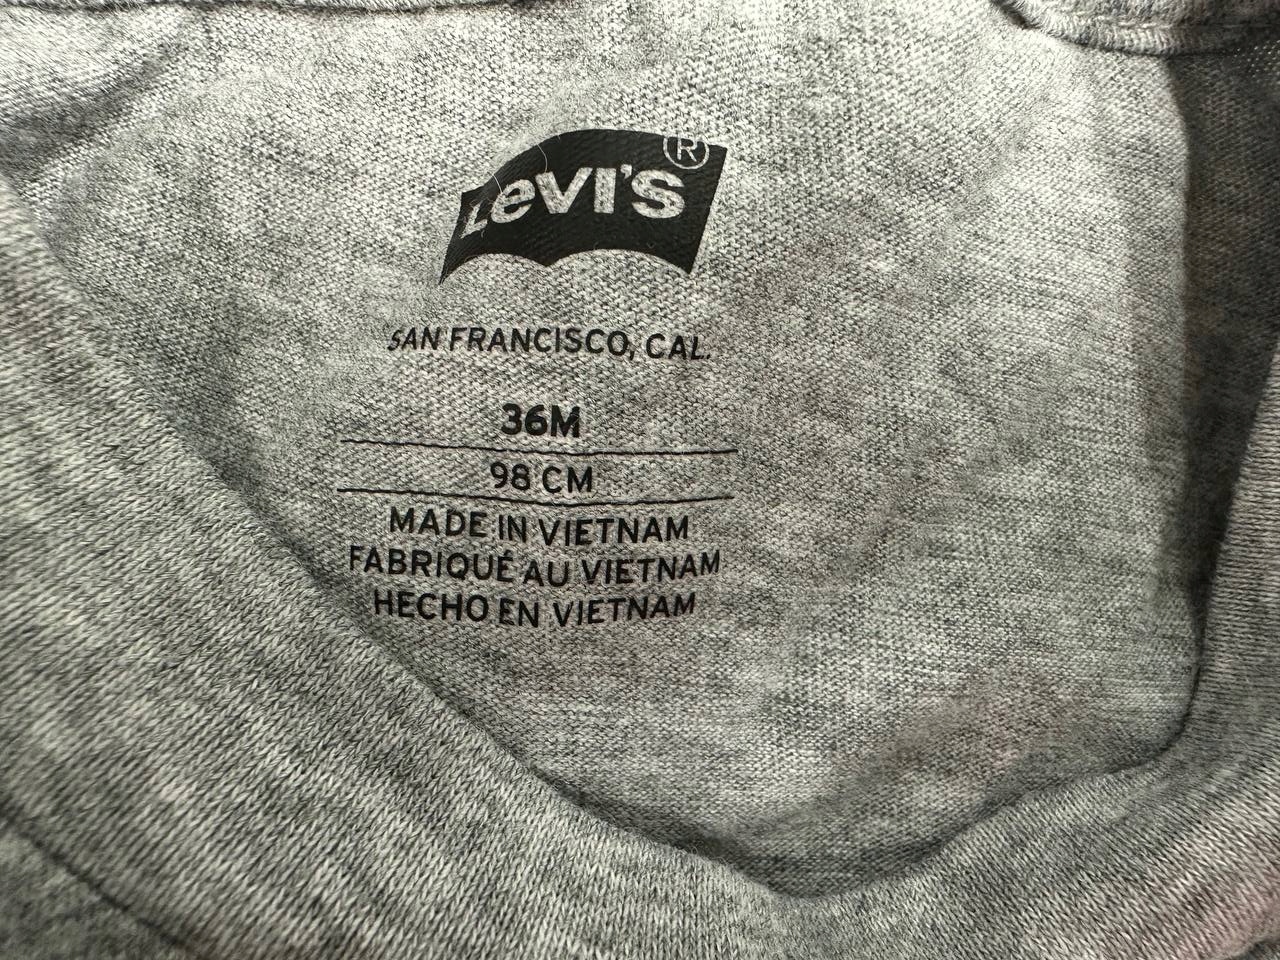 Levi's®
SAN FRANCISCO, CAL.
36M
98 CM
MADE IN VIETNAM
FABRIQUÉ AU VIETNAM
HECHO EN VIETNAM